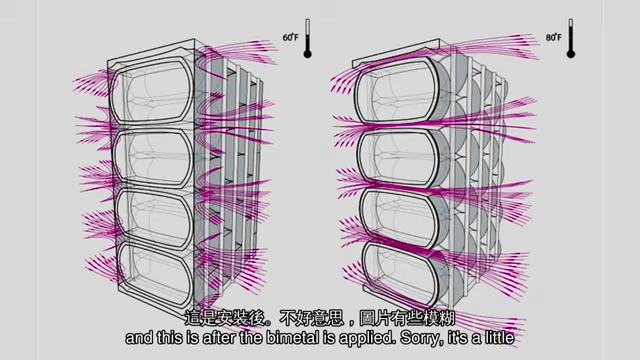 60°F
80°F
這是安裝後。不好意思，圖片有些模糊
and this is after the bimetal is applied. Sorry, it's a little